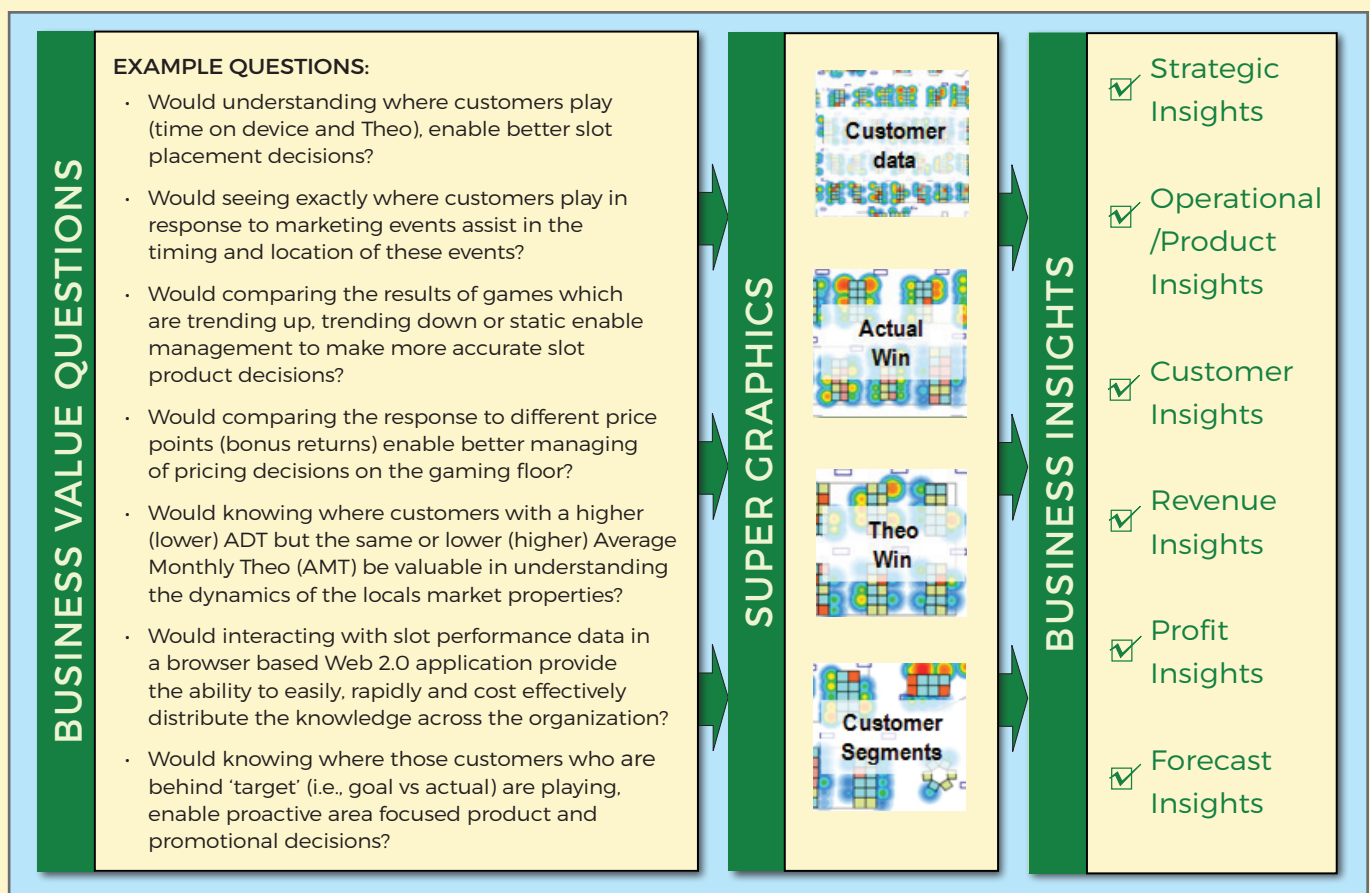 BUSINESS VALUE QUESTIONS
EXAMPLE QUESTIONS:
• Would understanding where customers play
(time on device and Theo), enable better slot
placement decisions?
• Would seeing exactly where customers play in
response to marketing events assist in the
timing and location of these events?
• Would comparing the results of games which
are trending up, trending down or static enable
management to make more accurate slot
product decisions?
• Would comparing the response to different price
points (bonus returns) enable better managing
of pricing decisions on the gaming floor?
• Would knowing where customers with a higher
(lower) ADT but the same or lower (higher) Average
Monthly Theo (AMT) be valuable in understanding
the dynamics of the locals market properties?
• Would interacting with slot performance data in
a browser based Web 2.0 application provide
the ability to easily, rapidly and cost effectively
distribute the knowledge across the organization?
• Would knowing where those customers who are
behind ‘target’ (i.e., goal vs actual) are playing,
enable proactive area focused product and
promotional decisions?
SUPER GRAPHICS
Customer
data
Actual
Win
Theo
Win
Customer
Segments
BUSINESS INSIGHTS
Strategic
Insights
Operational
/Product
Insights
Customer
Insights
Revenue
Insights
Profit
Insights
Forecast
Insights